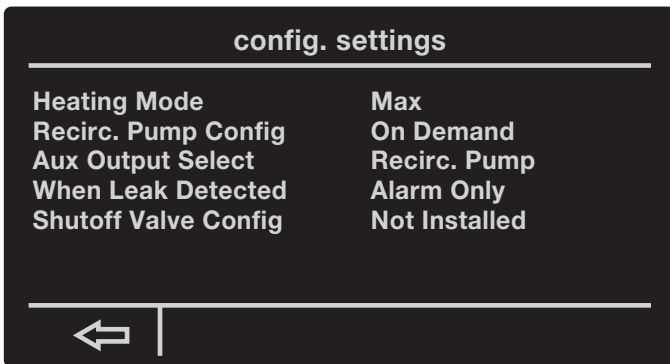 config. settings
Heating Mode Max
Recirc. Pump Config On Demand
Aux Output Select Recirc. Pump
When Leak Detected Alarm Only
Shutoff Valve Config Not Installed